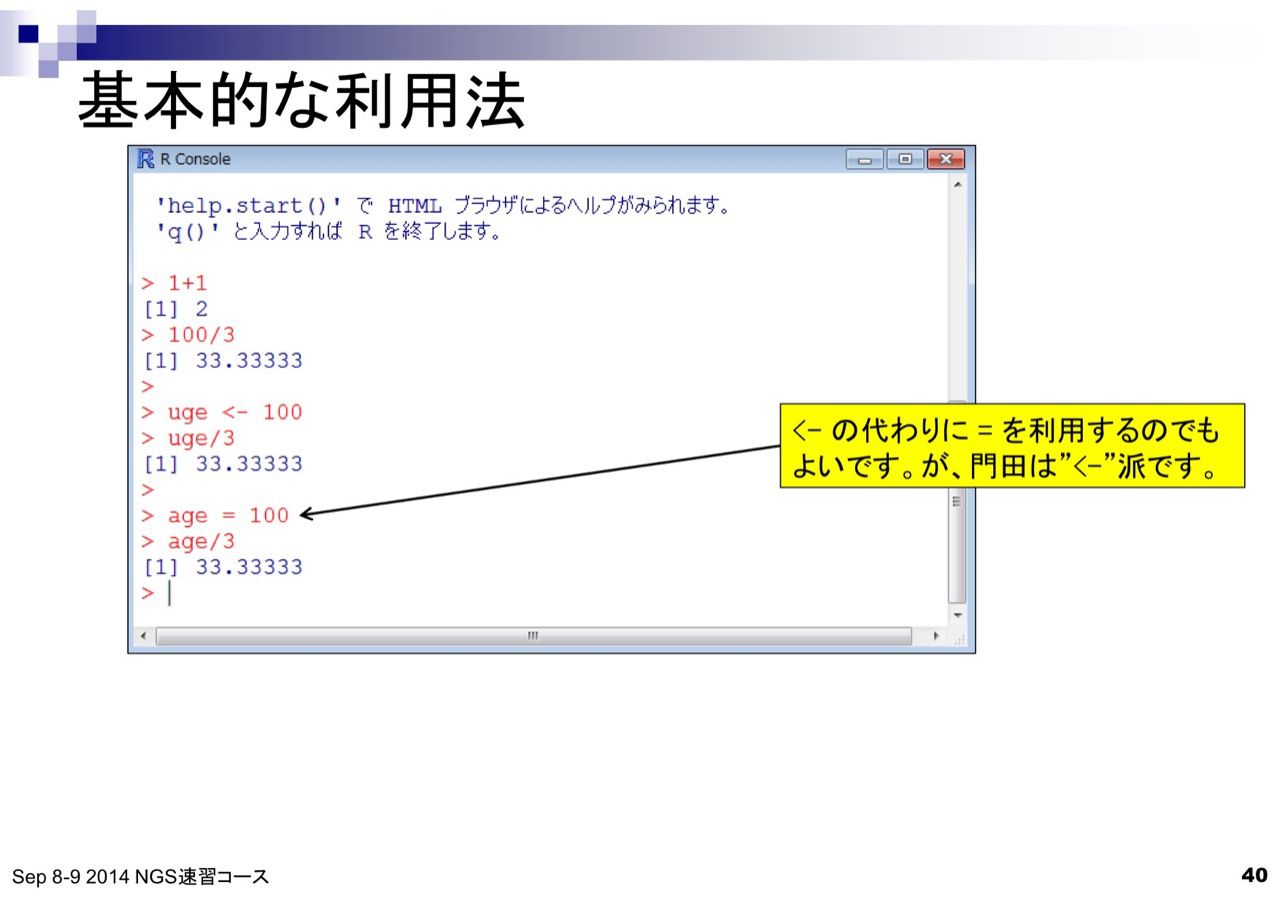 基本的な利用法
R Console
'help.start()' で HTML ブラウザによるヘルプがみられます。
'q()' と入力すれば R を終了します。
> 1+1
[1] 2
> 100/3
[1] 33.33333
>
> uge <- 100
> uge/3
[1] 33.33333
>
> age = 100
> age/3
[1] 33.33333
>
<- の代わりに = を利用するのでも
よいです。が、門田は”<-”派です。
Sep 8-9 2014 NGS速習コース
40